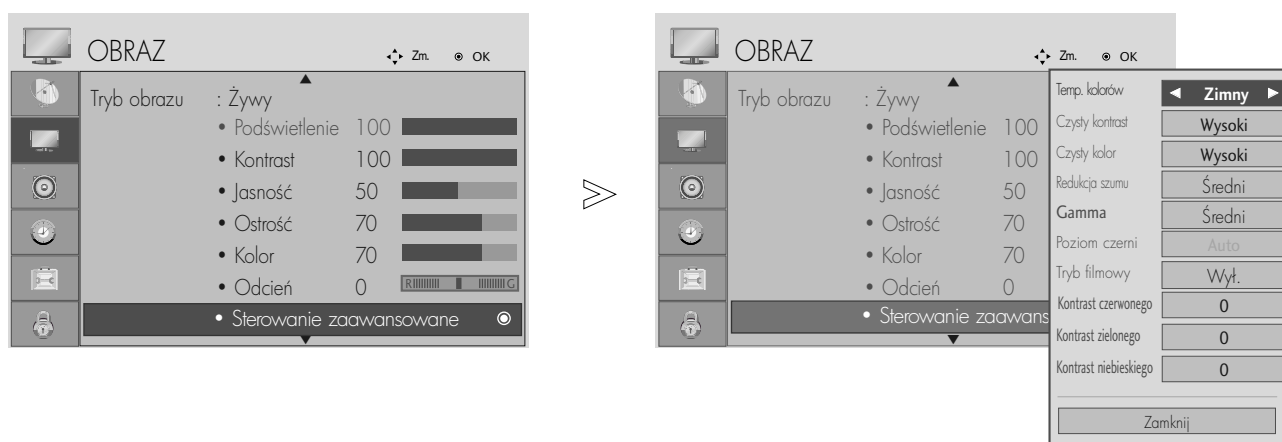 OBRAZ
Zm. OK
Tryb obrazu : Żywy
• Podświetlenie 100
• Kontrast 100
• Jasność 50
• Ostrość 70
• Kolor 70
• Odcień 0 R G
• Sterowanie zaawansowane
OBRAZ
Zm. OK
Tryb obrazu : Żywy
• Podświetlenie 100
• Kontrast 100
• Jasność 50
• Ostrość 70
• Kolor 70
• Odcień 0
• Sterowanie zaawans
Temp. kolorów ◄ Zimny ►
Czysty kontrast Wysoki
Czysty kolor Wysoki
Redukcja szumu Średni
Gamma Średni
Poziom czerni Auto
Tryb filmowy Wył.
Kontrast czerwonego 0
Kontrast zielonego 0
Kontrast niebieskiego 0
Zamknij